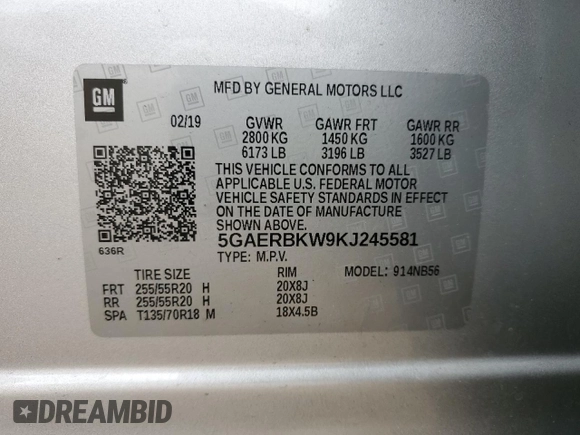 GM
MFD BY GENERAL MOTORS LLC
02/19 GVWR GAWR FRT GAWR RR
2800 KG 1450 KG 1600 KG
6173 LB 3196 LB 3527 LB
THIS VEHICLE CONFORMS TO ALL
APPLICABLE U.S. FEDERAL MOTOR
VEHICLE SAFETY STANDARDS IN EFFECT
ON THE DATE OF MANUFACTURE
SHOWN ABOVE.
636R
5GAERBKW9KJ245581
TYPE: M.P.V.
TIRE SIZE RIM MODEL: 914NB56
FRT 255/55R20 H 20X8J
RR 255/55R20 H 20X8J
SPA T135/70R18 M 18X4.5B
DREAMBID